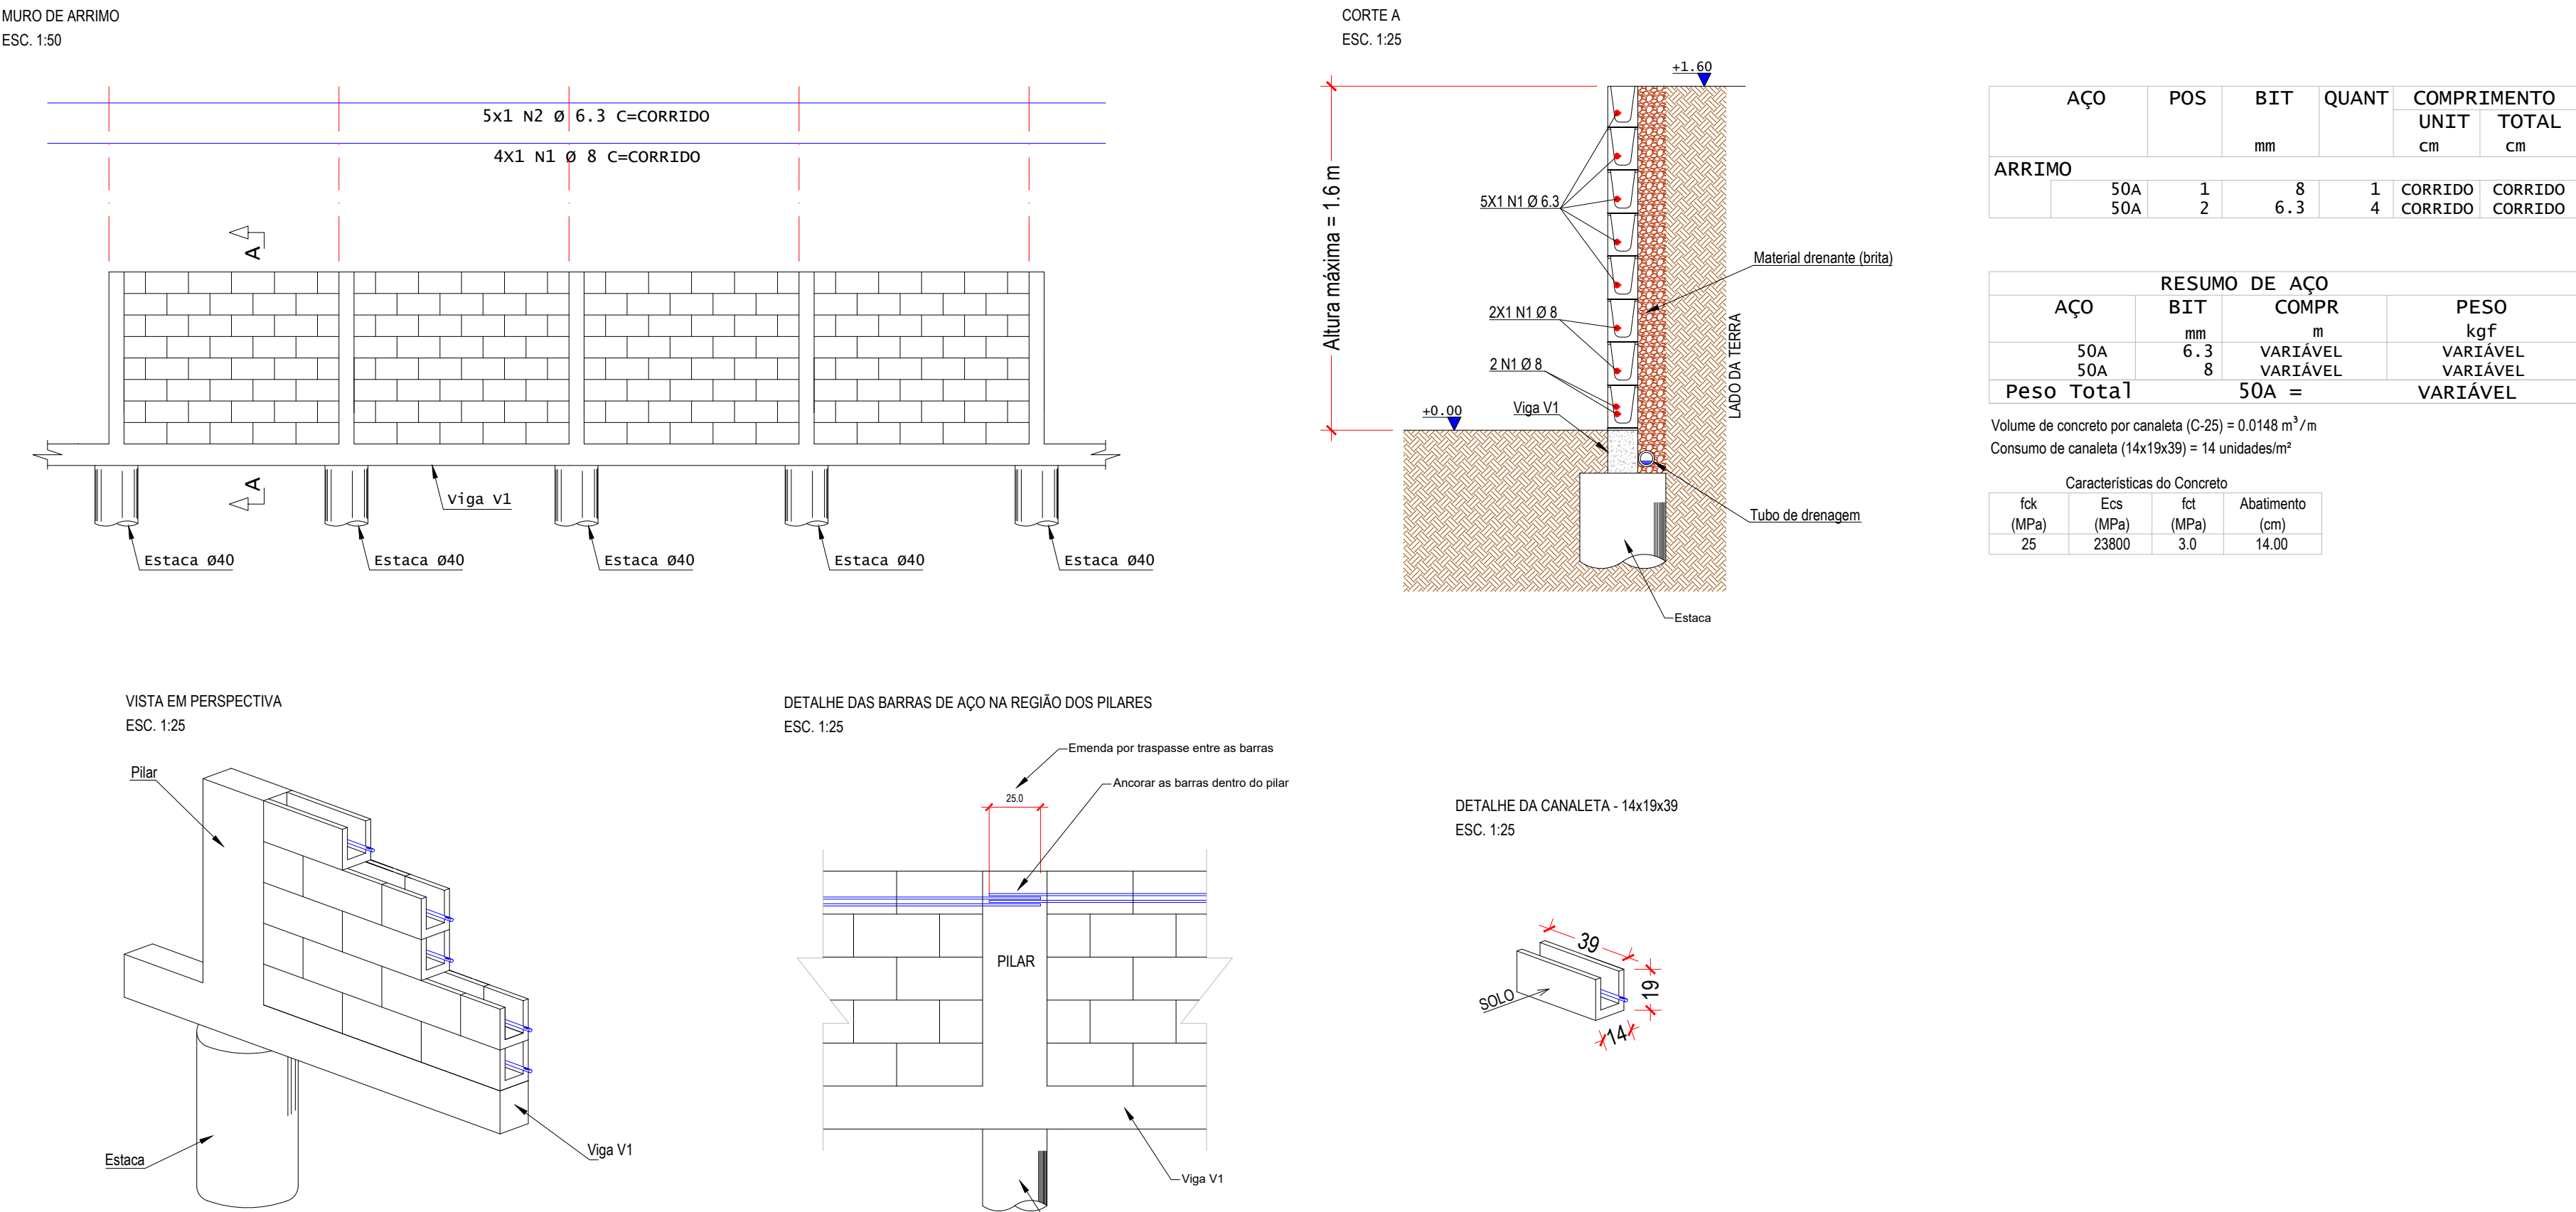 MURO DE ARRIMO
ESC. 1:50
5x1 N2 Ø 6.3 C=CORRIDO
4X1 N1 Ø 8 C=CORRIDO
A
A
Viga V1
Estaca Ø40
Estaca Ø40
Estaca Ø40
Estaca Ø40
Estaca Ø40
CORTE A
ESC. 1:25
+1.60
Altura máxima = 1.6 m
5X1 N1 Ø 6.3
2X1 N1 Ø 8
2 N1 Ø 8
Viga V1
+0.00
Material drenante (brita)
LADO DA TERRA
Tubo de drenagem
Estaca
AÇO POS BIT QUANT COMPRIMENTO
UNIT TOTAL
mm cm cm
ARRIMO
50A 1 8 1 CORRIDO CORRIDO
50A 2 6.3 4 CORRIDO CORRIDO
RESUMO DE AÇO
AÇO BIT COMPR PESO
mm m kgf
50A 6.3 VARIÁVEL VARIÁVEL
50A 8 VARIÁVEL VARIÁVEL
Peso Total 50A = VARIÁVEL
Volume de concreto por canaleta (C-25) = 0.0148 m³/m
Consumo de canaleta (14x19x39) = 14 unidades/m²
Características do Concreto
fck Ecs fct Abatimento
(MPa) (MPa) (MPa) (cm)
25 23800 3.0 14.00
VISTA EM PERSPECTIVA
ESC. 1:25
Pilar
Estaca
Viga V1
DETALHE DAS BARRAS DE AÇO NA REGIÃO DOS PILARES
ESC. 1:25
Emenda por traspasse entre as barras
Ancorar as barras dentro do pilar
25.0
PILAR
Viga V1
DETALHE DA CANALETA - 14x19x39
ESC. 1:25
39
19
14
SOLO